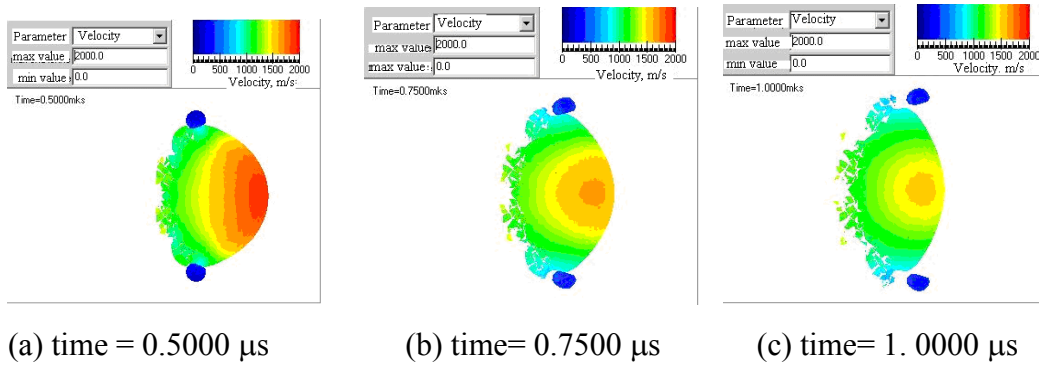 Parameter Velocity
max value 2000.0
min value 0.0
0 500 1000 1500 2000
Velocity, m/s
Time=0.5000mks
Parameter Velocity
max value 2000.0
max value 0.0
0 500 1000 1500 2000
Velocity, m/s
Time=0.7500mks
Parameter Velocity
max value 2000.0
min value 0.0
0 500 1000 1500 2000
Velocity. m/s
Time=1.0000mks
(a) time = 0.5000 μs
(b) time= 0.7500 μs
(c) time= 1. 0000 μs